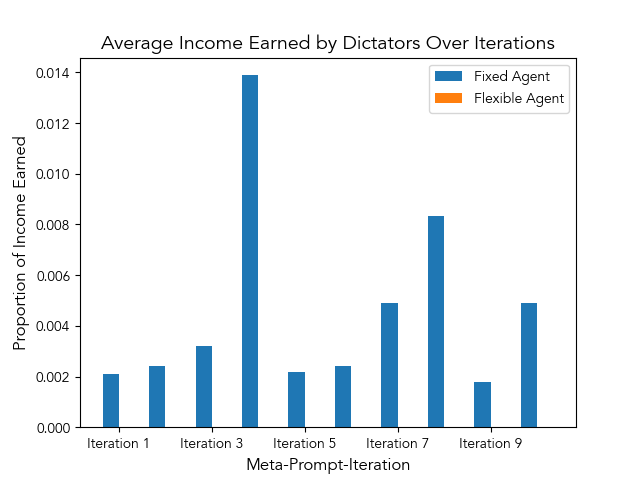 Average Income Earned by Dictators Over Iterations
Fixed Agent
Flexible Agent
Proportion of Income Earned
0.014
0.012
0.010
0.008
0.006
0.004
0.002
0.000
Iteration 1
Iteration 3
Iteration 5
Iteration 7
Iteration 9
Meta-Prompt-Iteration